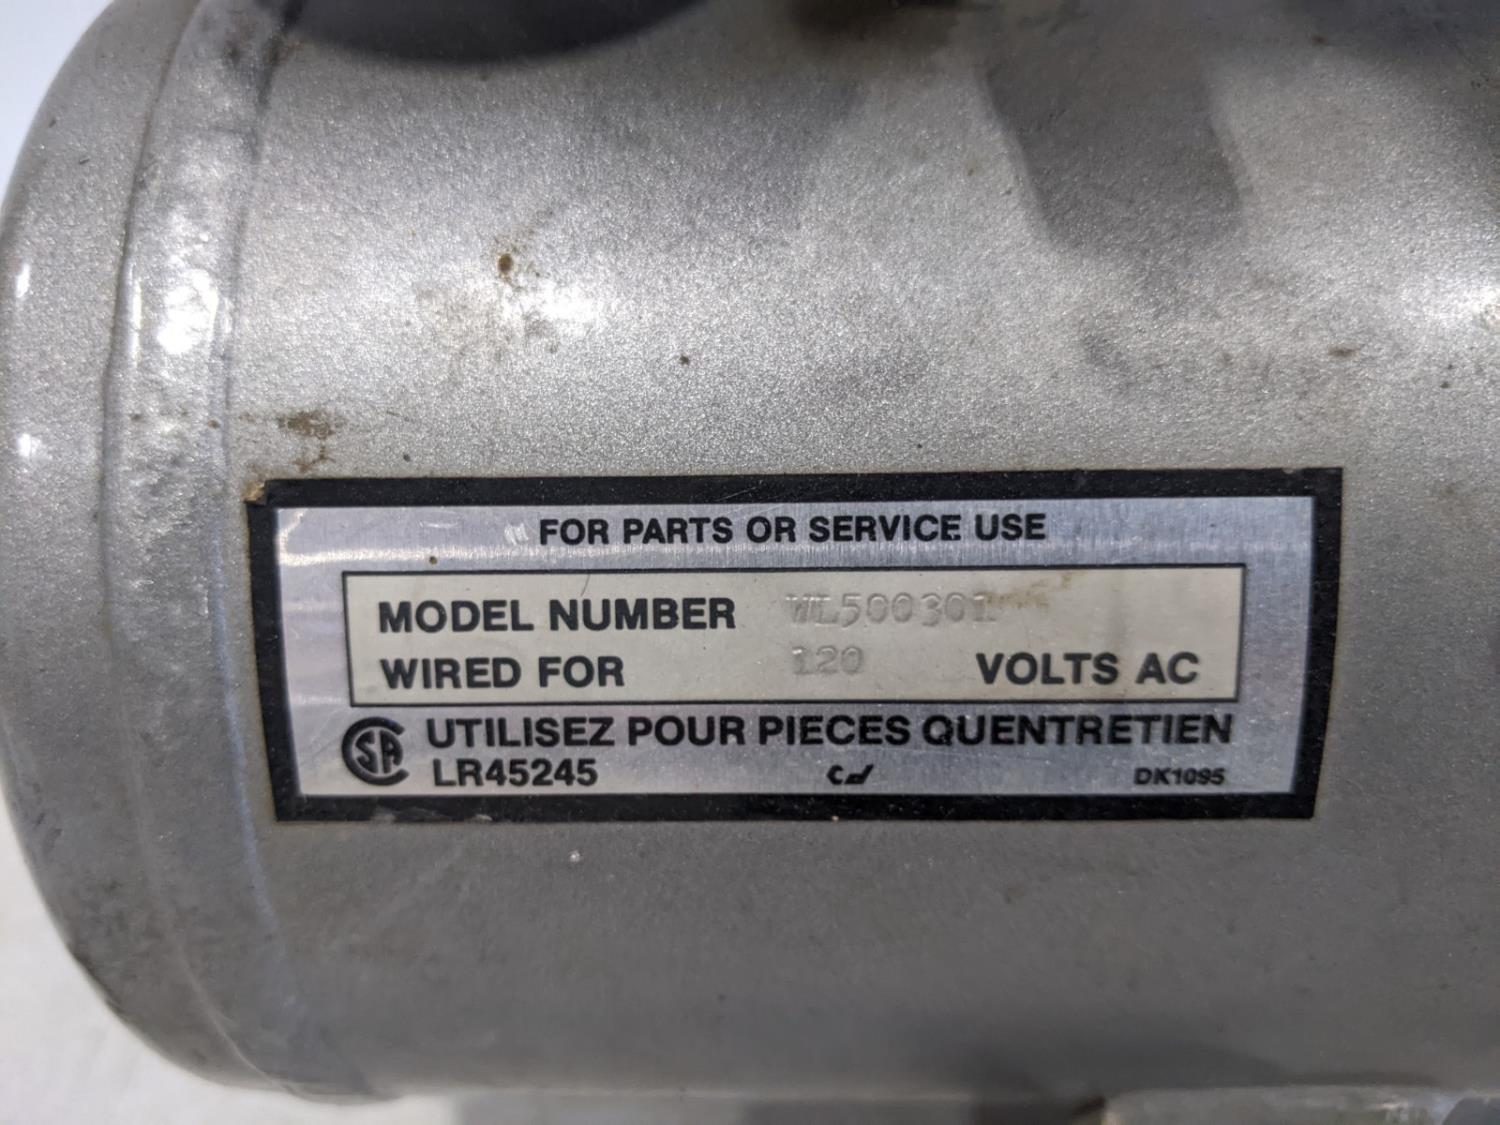 FOR PARTS OR SERVICE USE
MODEL NUMBER WL500301
WIRED FOR 120 VOLTS AC
SA UTILISEZ POUR PIECES QUENTRETIEN
LR45245 DK1095